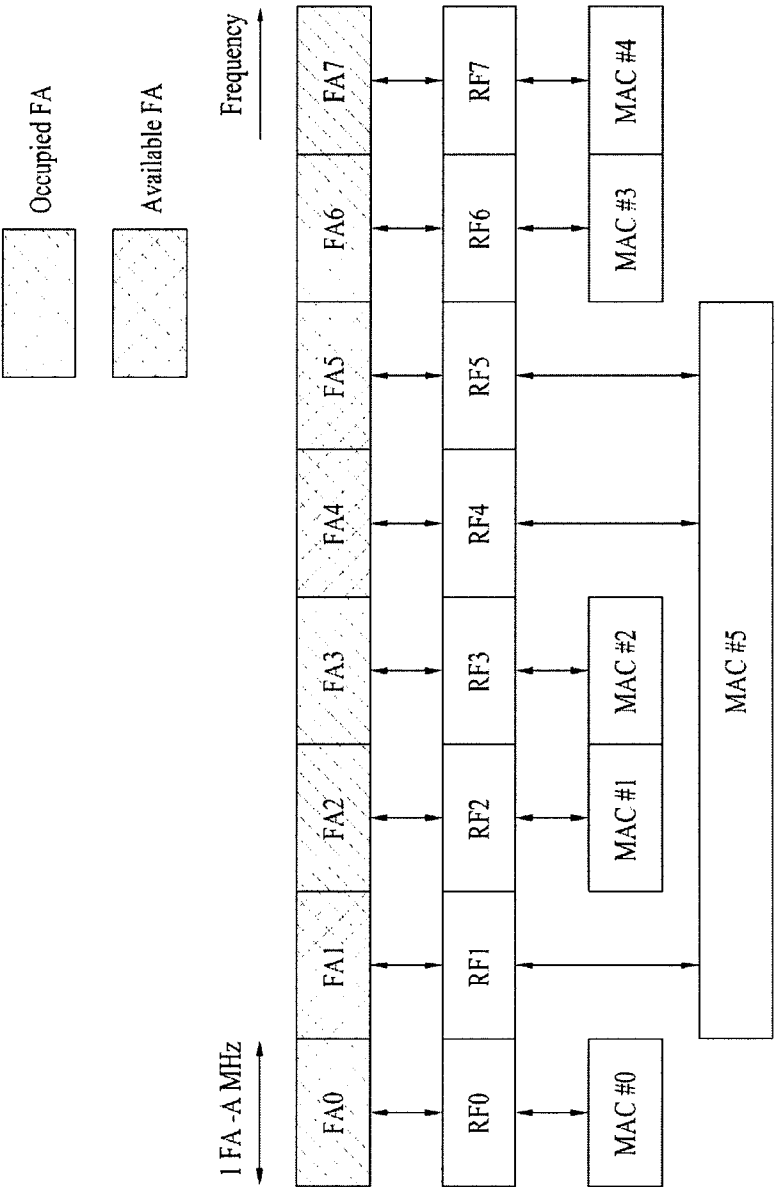 Occupied FA
Available FA
1 FA -A MHz
Frequency
FA0 FA1 FA2 FA3 FA4 FA5 FA6 FA7
RF0 RF1 RF2 RF3 RF4 RF5 RF6 RF7
MAC #0 MAC #1 MAC #2 MAC #3 MAC #4
MAC #5